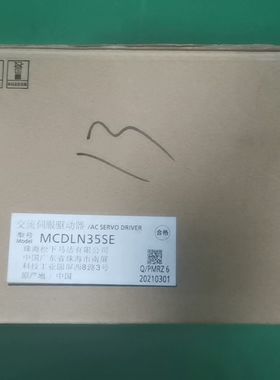 13
交流伺服驱动器 /AC SERVO DRIVER
型号 Model MCDLN35SE 合格
珠海松下马达有限公司
中国广东省珠海市南屏
科技工业园屏西8路3号
原产地/中国
Q/PMRZ 6
20210301